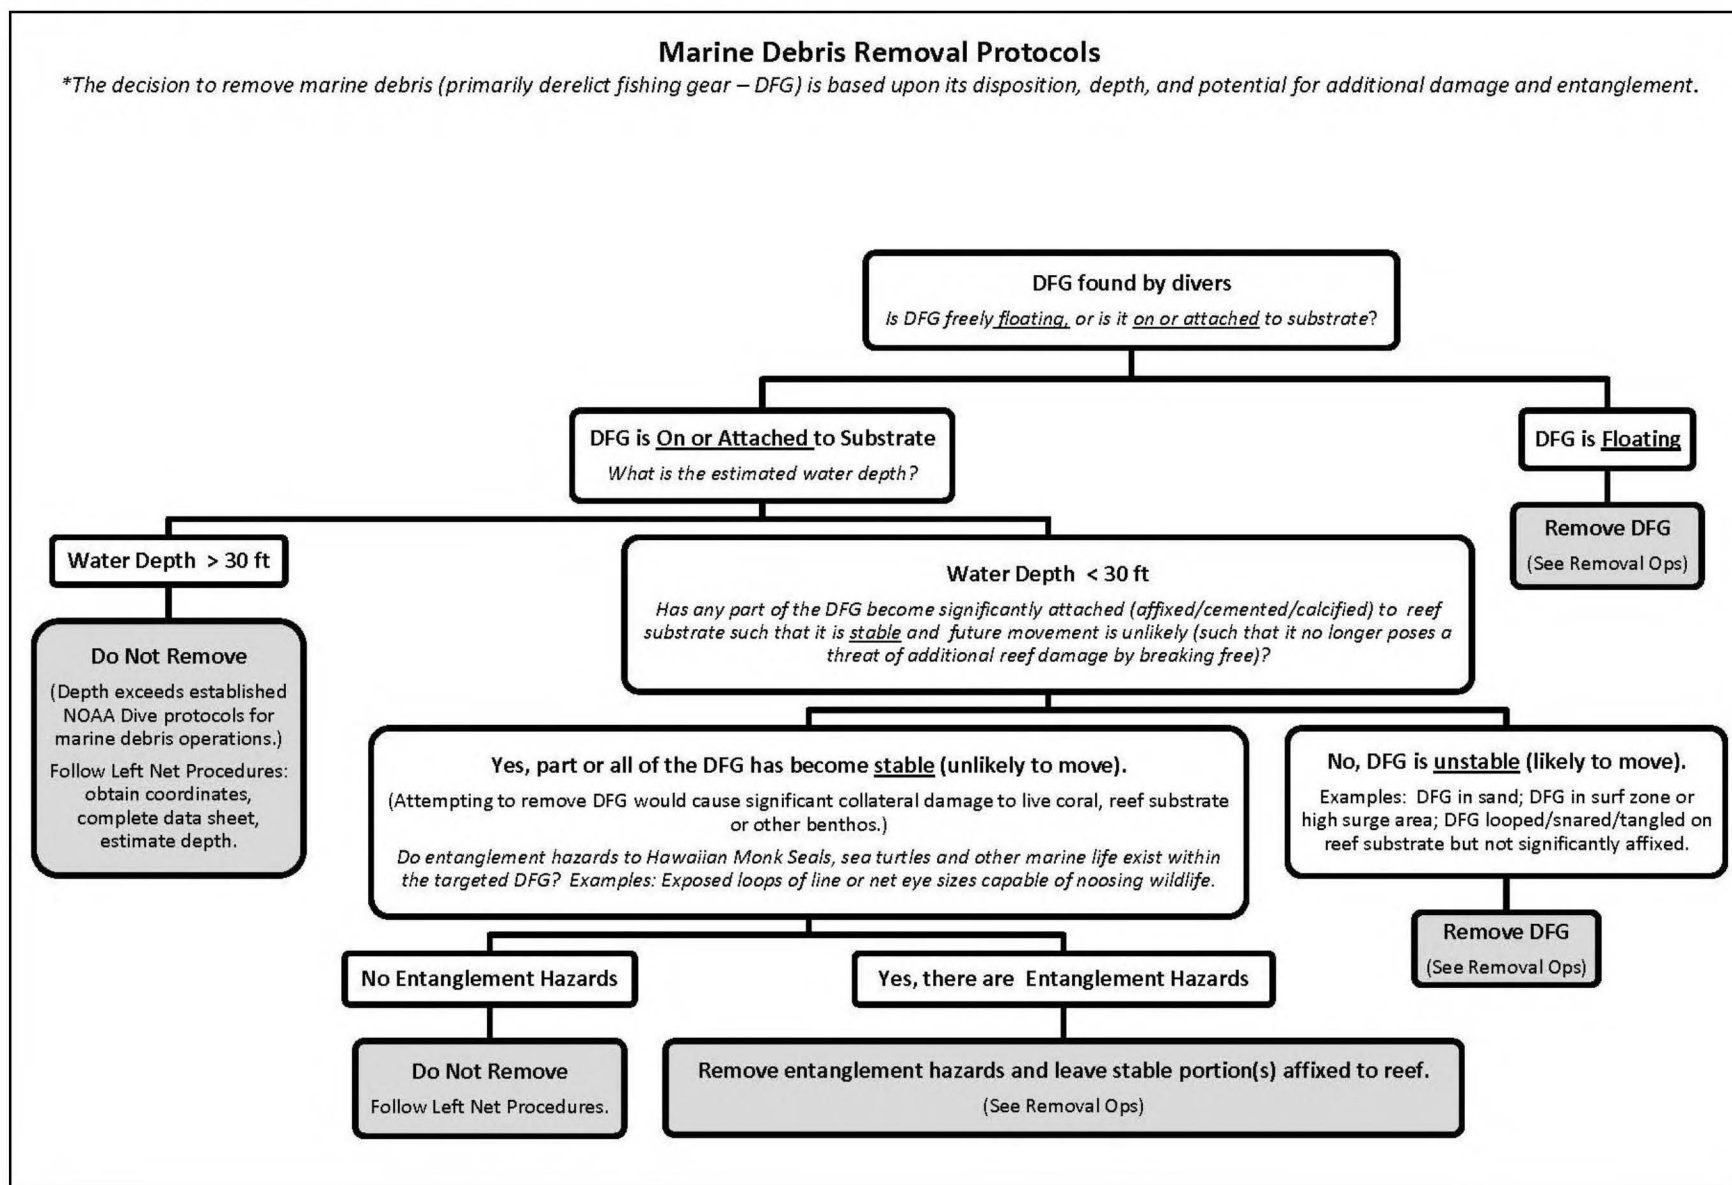 Marine Debris Removal Protocols
*The decision to remove marine debris (primarily derelict fishing gear – DFG) is based upon its disposition, depth, and potential for additional damage and entanglement.
DFG found by divers
Is DFG freely floating, or is it on or attached to substrate?
DFG is On or Attached to Substrate
What is the estimated water depth?
DFG is Floating
Remove DFG
(See Removal Ops)
Water Depth > 30 ft
Do Not Remove
(Depth exceeds established
NOAA Dive protocols for
marine debris operations.)
Follow Left Net Procedures:
obtain coordinates,
complete data sheet,
estimate depth.
Water Depth < 30 ft
Has any part of the DFG become significantly attached (affixed/cemented/calcified) to reef
substrate such that it is stable and future movement is unlikely (such that it no longer poses a
threat of additional reef damage by breaking free)?
Yes, part or all of the DFG has become stable (unlikely to move).
(Attempting to remove DFG would cause significant collateral damage to live coral, reef substrate
or other benthos.)
Do entanglement hazards to Hawaiian Monk Seals, sea turtles and other marine life exist within
the targeted DFG? Examples: Exposed loops of line or net eye sizes capable of noosing wildlife.
No, DFG is unstable (likely to move).
Examples: DFG in sand; DFG in surf zone or
high surge area; DFG looped/snared/tangled on
reef substrate but not significantly affixed.
Remove DFG
(See Removal Ops)
No Entanglement Hazards
Do Not Remove
Follow Left Net Procedures.
Yes, there are Entanglement Hazards
Remove entanglement hazards and leave stable portion(s) affixed to reef.
(See Removal Ops)